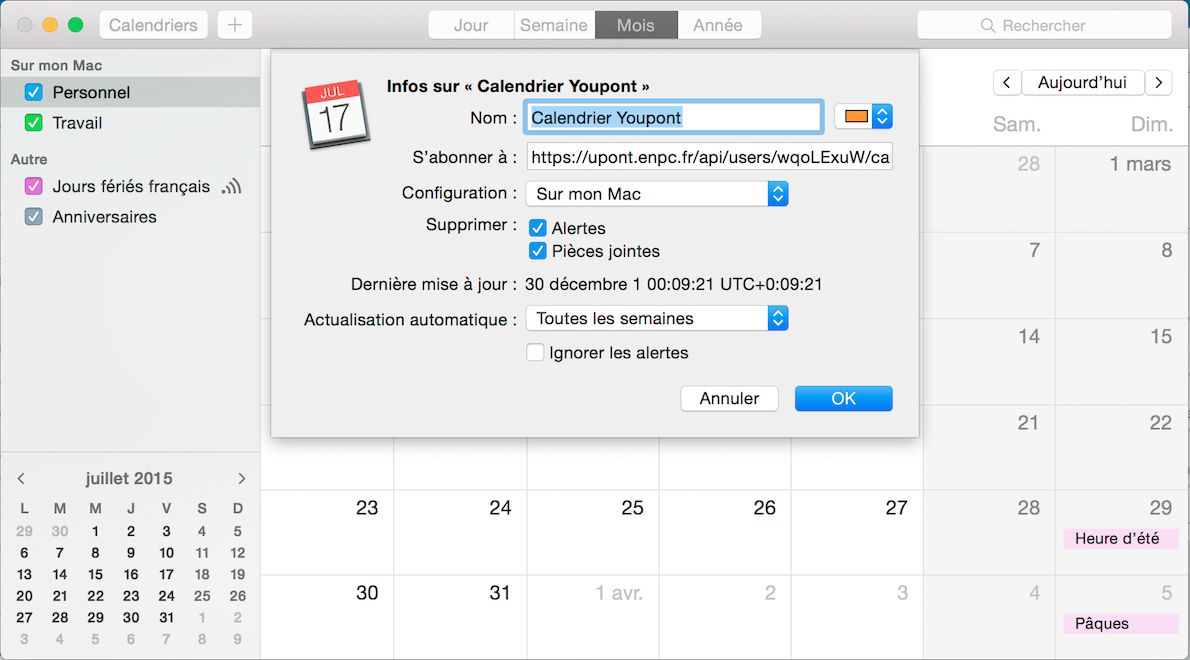 Calendriers + Jour Semaine Mois Année Rechercher
Sur mon Mac
Personnel
Travail
Autre
Jours fériés français
Anniversaires
JUL
17
Infos sur « Calendrier Youpont »
Nom : Calendrier Youpont
S'abonner à : https://upont.enpc.fr/api/users/wqoLExuW/ca
Configuration : Sur mon Mac
Supprimer : Alertes
Pièces jointes
Dernière mise à jour : 30 décembre 1 00:09:21 UTC+0:09:21
Actualisation automatique : Toutes les semaines
Ignorer les alertes
Annuler OK
< Aujourd'hui >
Sam. Dim.
28 1 mars
7 8
14 15
21 22
23 24 25 26 27 28 29
Heure d'été
30 31 1 avr. 2 3 4 5
Pâques
< juillet 2015 >
L M M J V S D
29 30 1 2 3 4 5
6 7 8 9 10 11 12
13 14 15 16 17 18 19
20 21 22 23 24 25 26
27 28 29 30 31 1 2
3 4 5 6 7 8 9